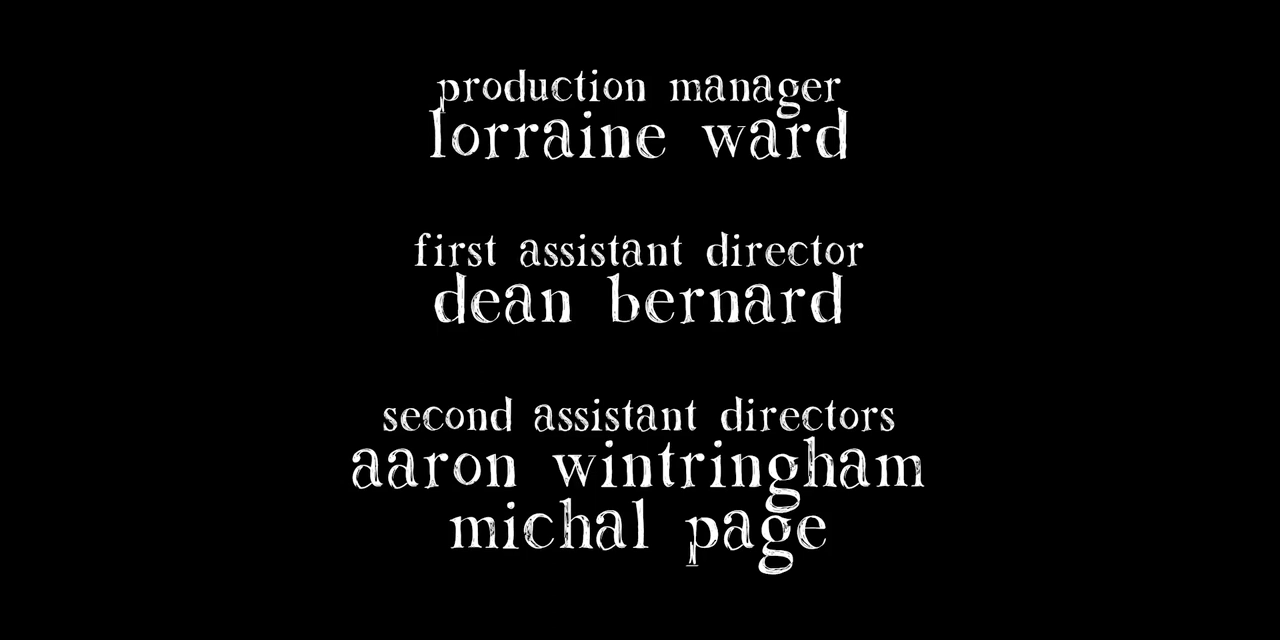 production manager
lorraine ward
first assistant director
dean bernard
second assistant directors
aaron wintringham
michal page